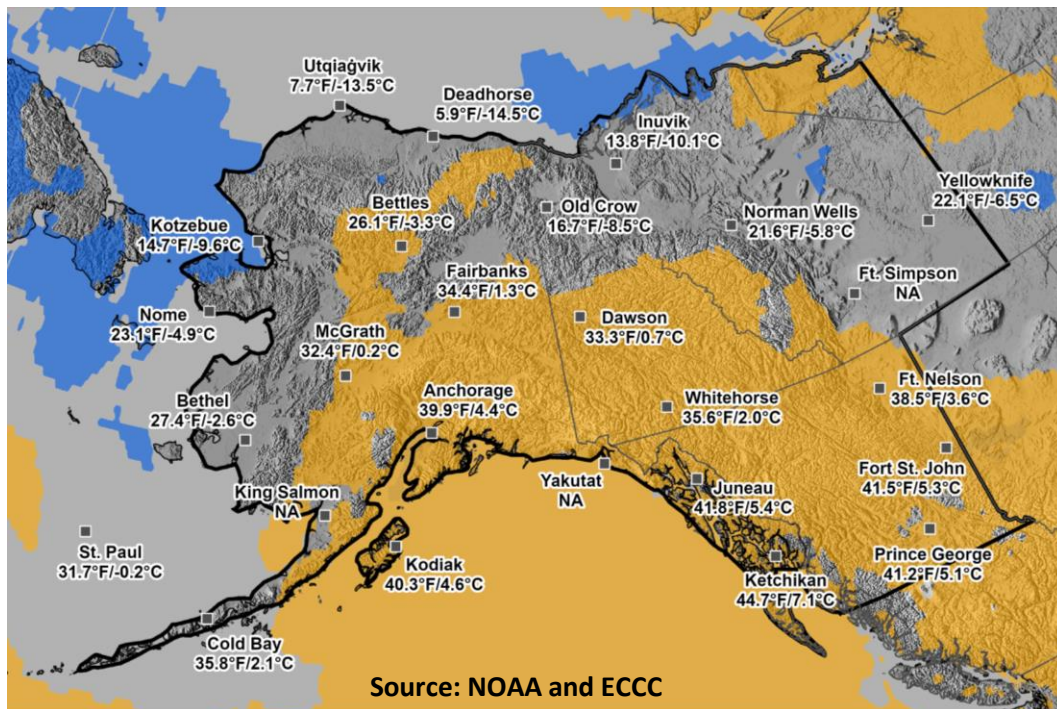 Utqiaġvik
7.7°F/-13.5°C
Deadhorse
5.9°F/-14.5°C
Inuvik
13.8°F/-10.1°C
Kotzebue
14.7°F/-9.6°C
Bettles
26.1°F/-3.3°C
Old Crow
16.7°F/-8.5°C
Norman Wells
21.6°F/-5.8°C
Yellowknife
22.1°F/-6.5°C
Nome
23.1°F/-4.9°C
Fairbanks
34.4°F/1.3°C
Ft. Simpson
NA
McGrath
32.4°F/0.2°C
Dawson
33.3°F/0.7°C
Bethel
27.4°F/-2.6°C
Anchorage
39.9°F/4.4°C
Whitehorse
35.6°F/2.0°C
Ft. Nelson
38.5°F/3.6°C
King Salmon
NA
Yakutat
NA
Juneau
41.8°F/5.4°C
Fort St. John
41.5°F/5.3°C
St. Paul
31.7°F/-0.2°C
Kodiak
40.3°F/4.6°C
Ketchikan
44.7°F/7.1°C
Prince George
41.2°F/5.1°C
Cold Bay
35.8°F/2.1°C
Source: NOAA and ECCC